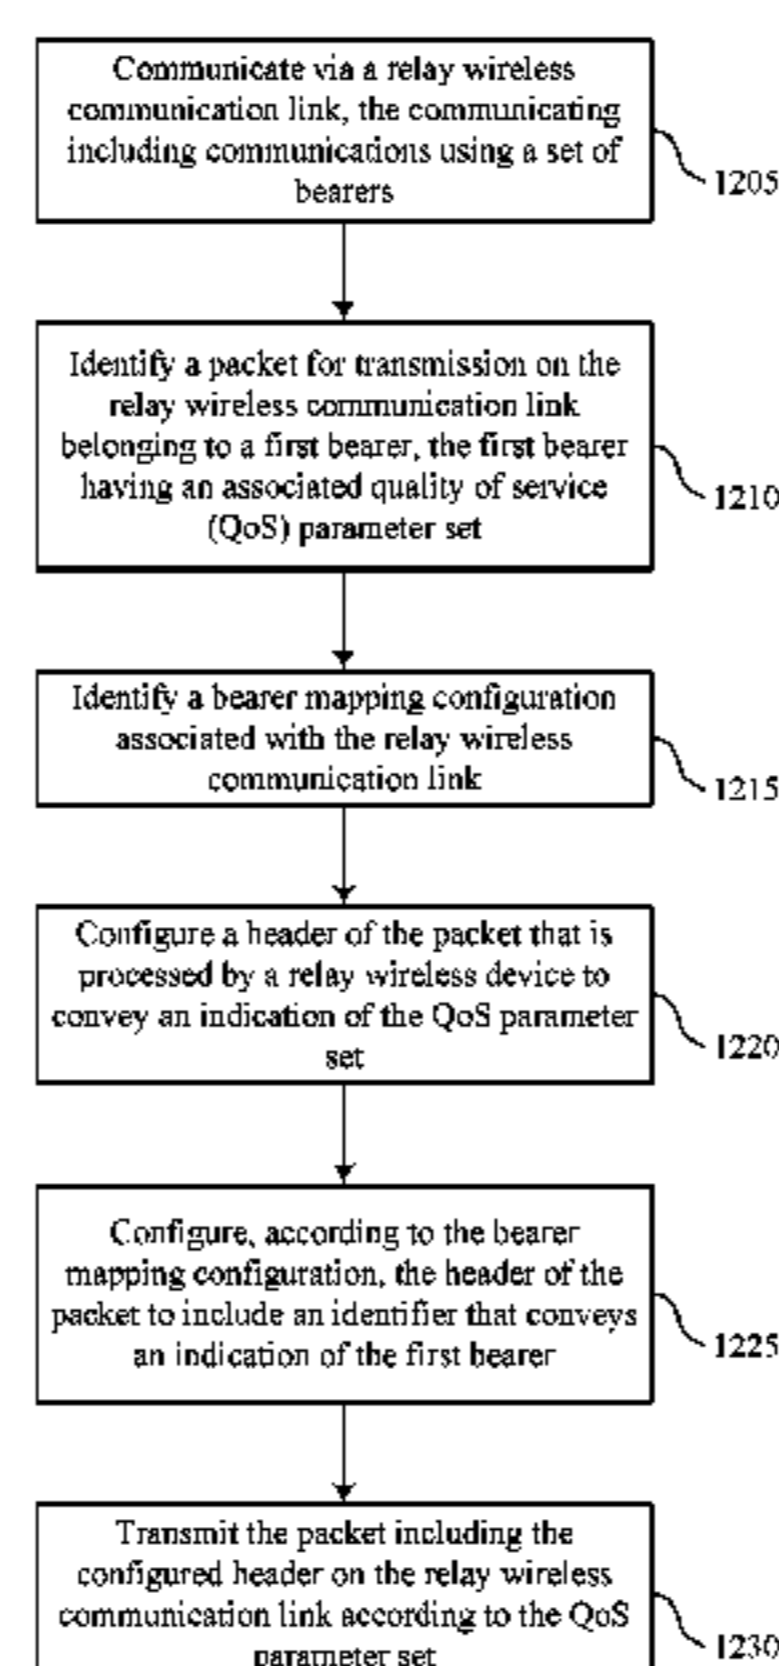 Communicate via a relay wireless
communication link, the communicating
including communications using a set of
bearers
1205
Identify a packet for transmission on the
relay wireless communication link
belonging to a first bearer, the first bearer
having an associated quality of service
(QoS) parameter set
1210
Identify a bearer mapping configuration
associated with the relay wireless
communication link
1215
Configure a header of the packet that is
processed by a relay wireless device to
convey an indication of the QoS parameter
set
1220
Configure, according to the bearer
mapping configuration, the header of the
packet to include an identifier that conveys
an indication of the first bearer
1225
Transmit the packet including the
configured header on the relay wireless
communication link according to the QoS
parameter set
1230